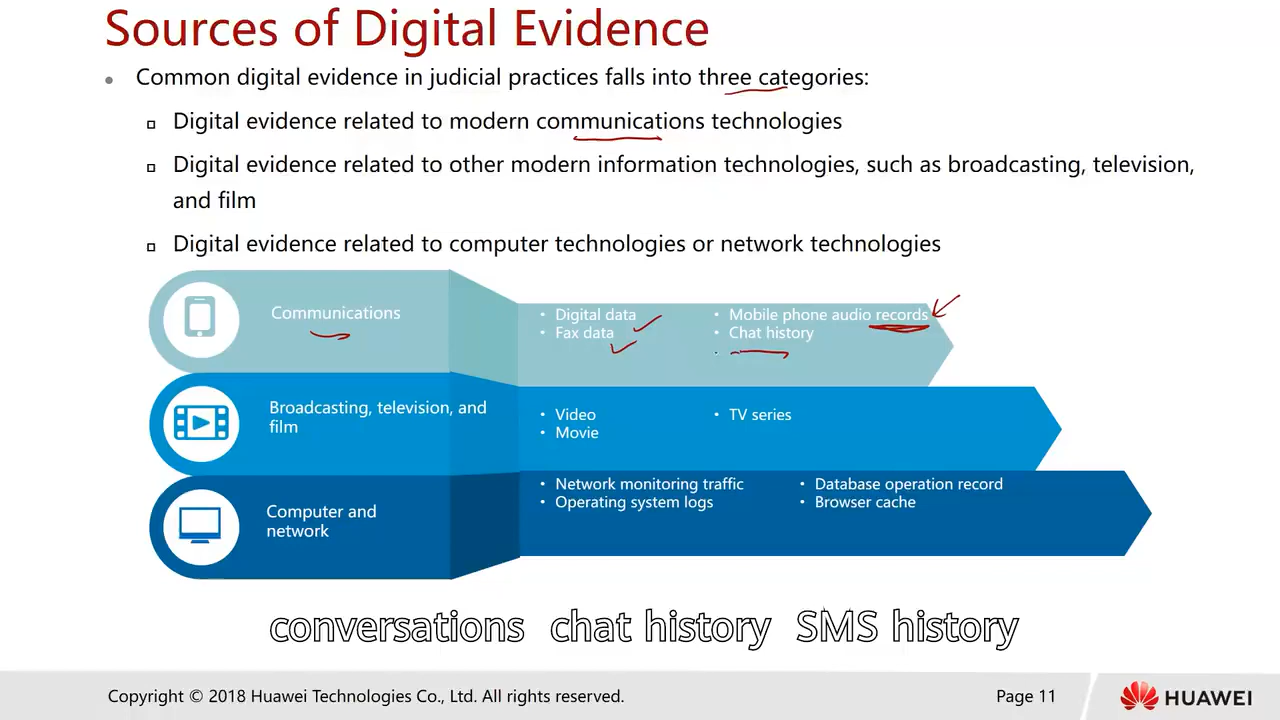 Sources of Digital Evidence
• Common digital evidence in judicial practices falls into three categories:
Digital evidence related to modern communications technologies
Digital evidence related to other modern information technologies, such as broadcasting, television,
and film
Digital evidence related to computer technologies or network technologies
Communications
• Digital data
• Fax data
• Mobile phone audio records
• Chat history
Broadcasting, television, and
film
• Video
• Movie
• TV series
Computer and
network
• Network monitoring traffic
• Operating system logs
• Database operation record
• Browser cache
conversations chat history SMS history
Copyright © 2018 Huawei Technologies Co., Ltd. All rights reserved.
Page 11
HUAWEI